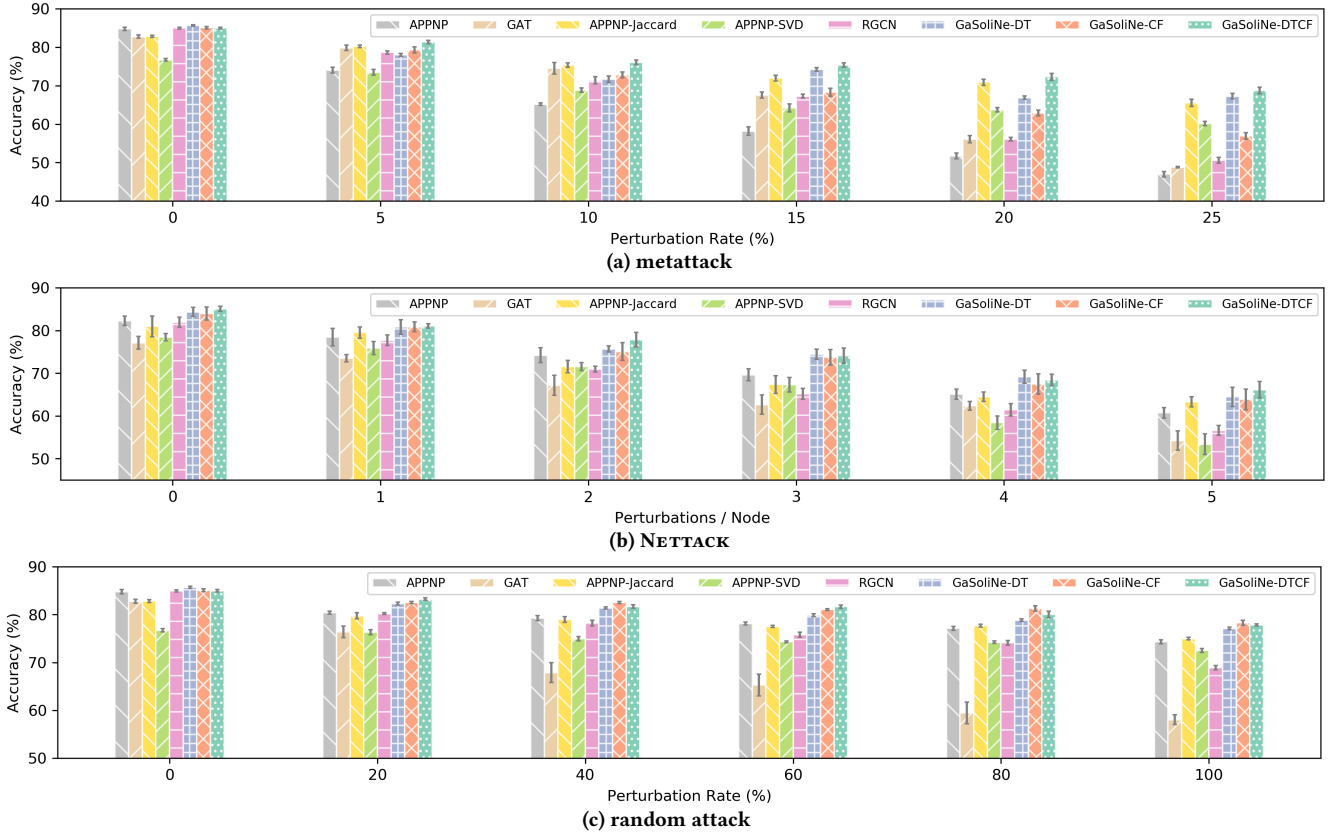 90
80
70
60
50
40
Accuracy (%)
APPNP GAT APPNP-Jaccard APPNP-SVD RGCN GaSoliNe-DT GaSoliNe-CF GaSoliNe-DTCF
0 5 10 15 20 25
Perturbation Rate (%)
(a) metattack
90
80
70
60
50
Accuracy (%)
APPNP GAT APPNP-Jaccard APPNP-SVD RGCN GaSoliNe-DT GaSoliNe-CF GaSoliNe-DTCF
0 1 2 3 4 5
Perturbations / Node
(b) NETTACK
90
80
70
60
50
Accuracy (%)
APPNP GAT APPNP-Jaccard APPNP-SVD RGCN GaSoliNe-DT GaSoliNe-CF GaSoliNe-DTCF
0 20 40 60 80 100
Perturbation Rate (%)
(c) random attack